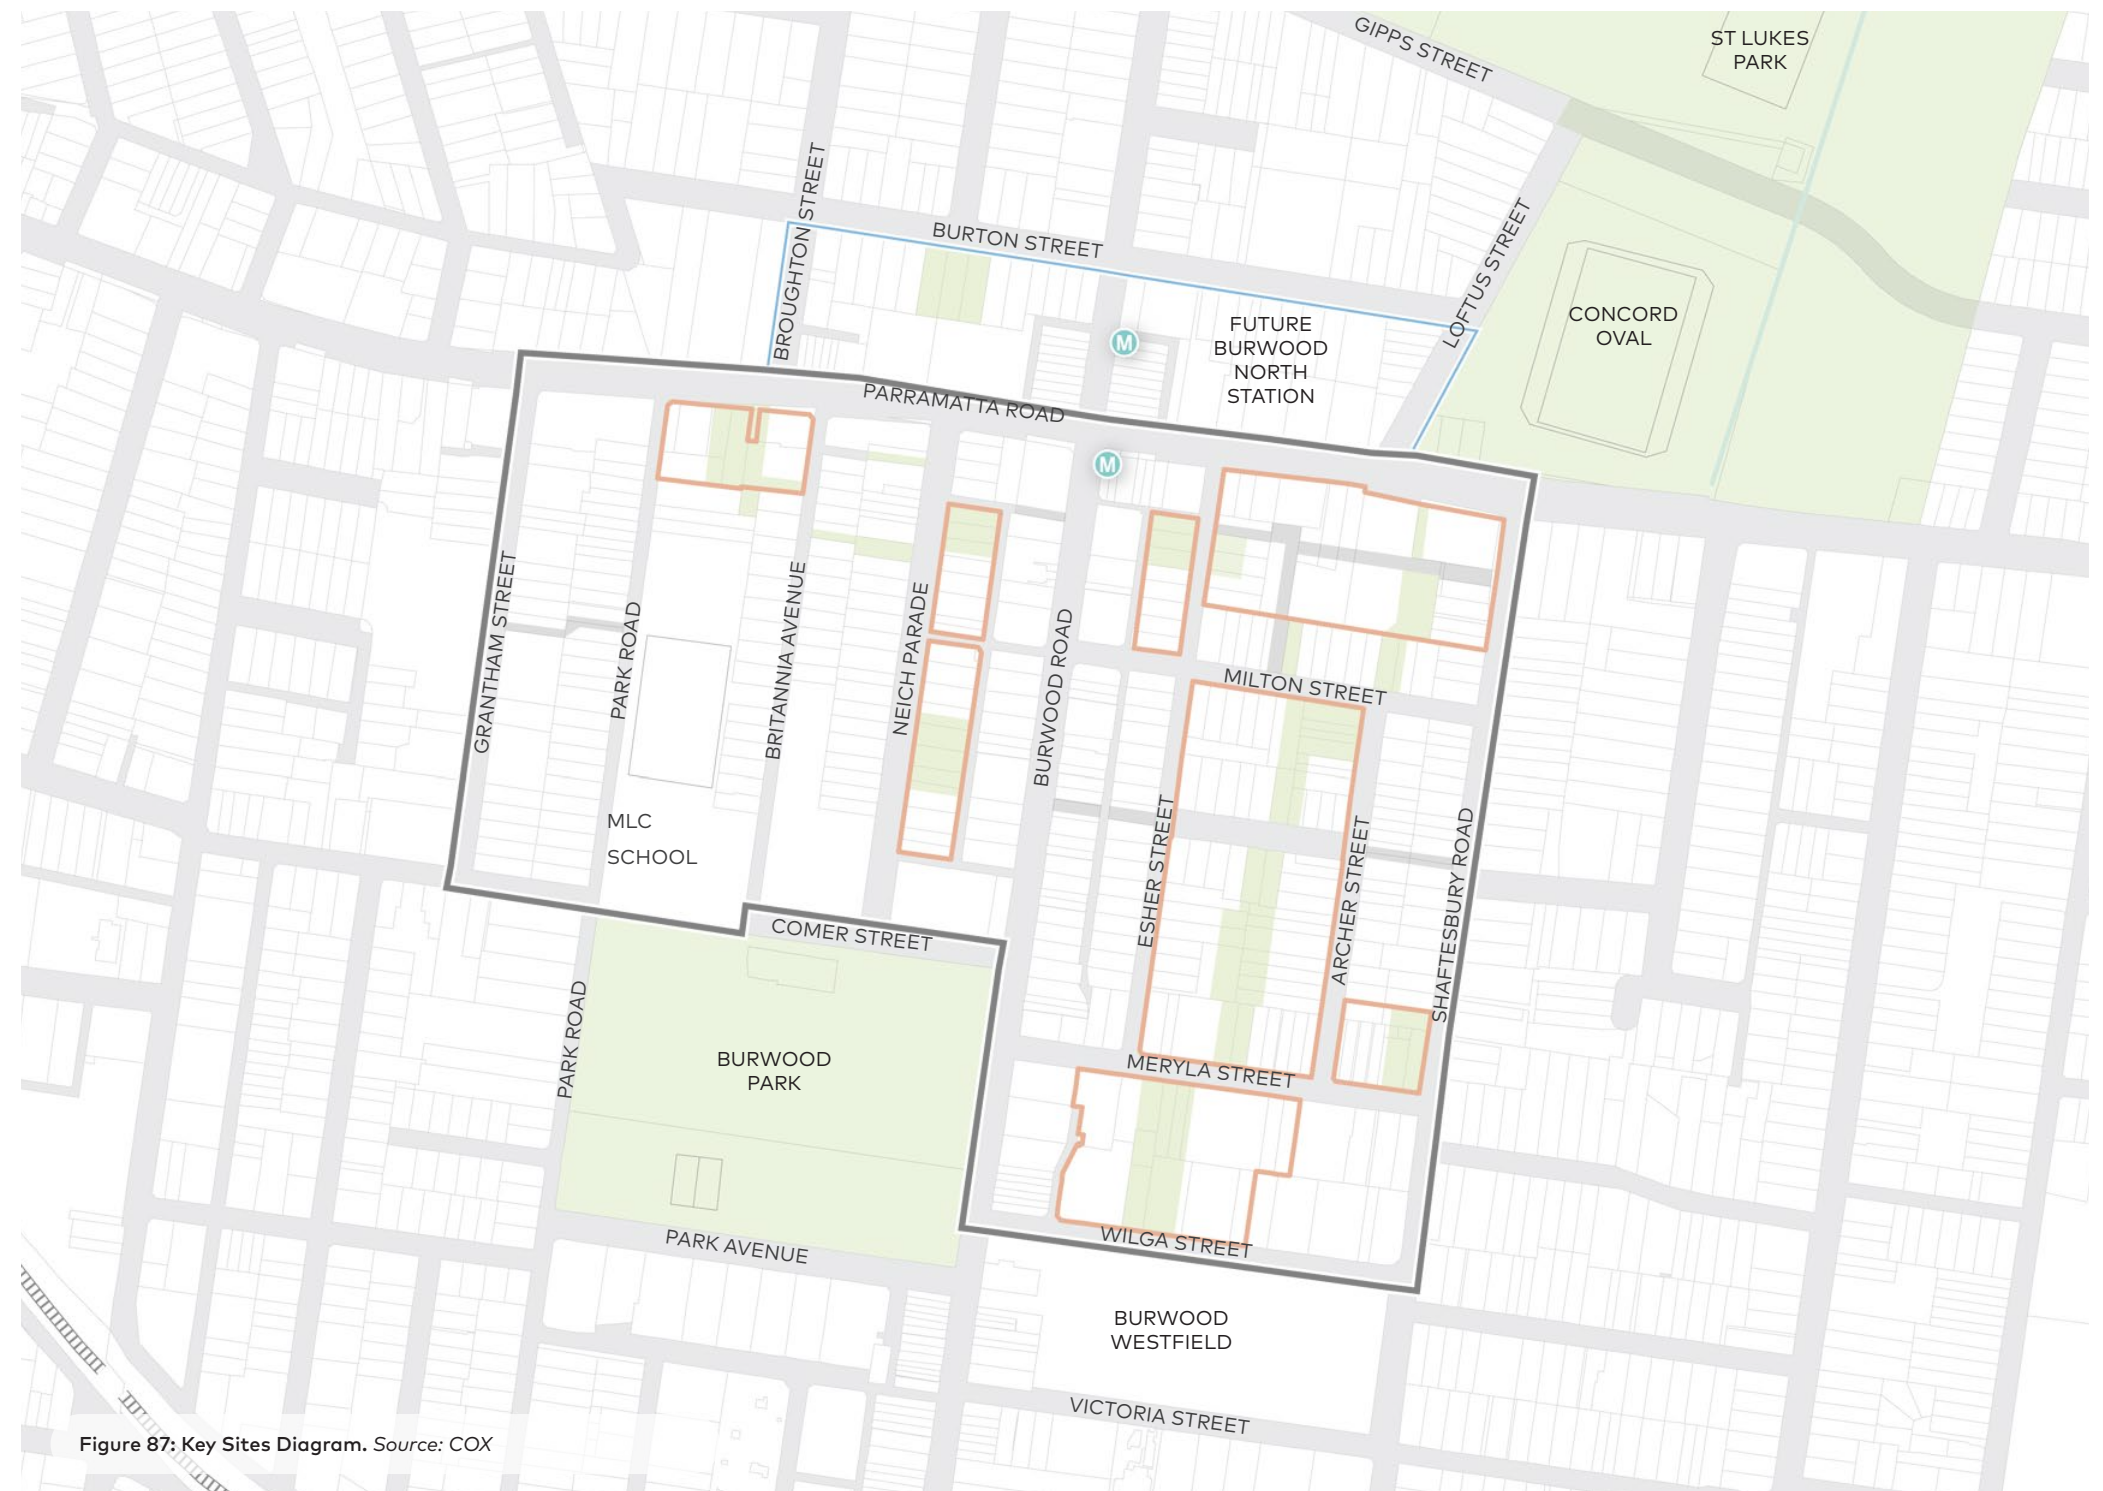 GIPPS STREET
ST LUKES
PARK
BROUGHTON STREET
BURTON STREET
LOFTUS STREET
CONCORD
OVAL
M
FUTURE
BURWOOD
NORTH
STATION
PARRAMATTA ROAD
M
GRANTHAM STREET
PARK ROAD
BRITANNIA AVENUE
NEICH PARADE
BURWOOD ROAD
MILTON STREET
MLC
SCHOOL
ESHER STREET
ARCHER STREET
SHAFTESBURY ROAD
COMER STREET
PARK ROAD
BURWOOD
PARK
MERYLA STREET
PARK AVENUE
WILGA STREET
BURWOOD
WESTFIELD
VICTORIA STREET
Figure 87: Key Sites Diagram. Source: COX